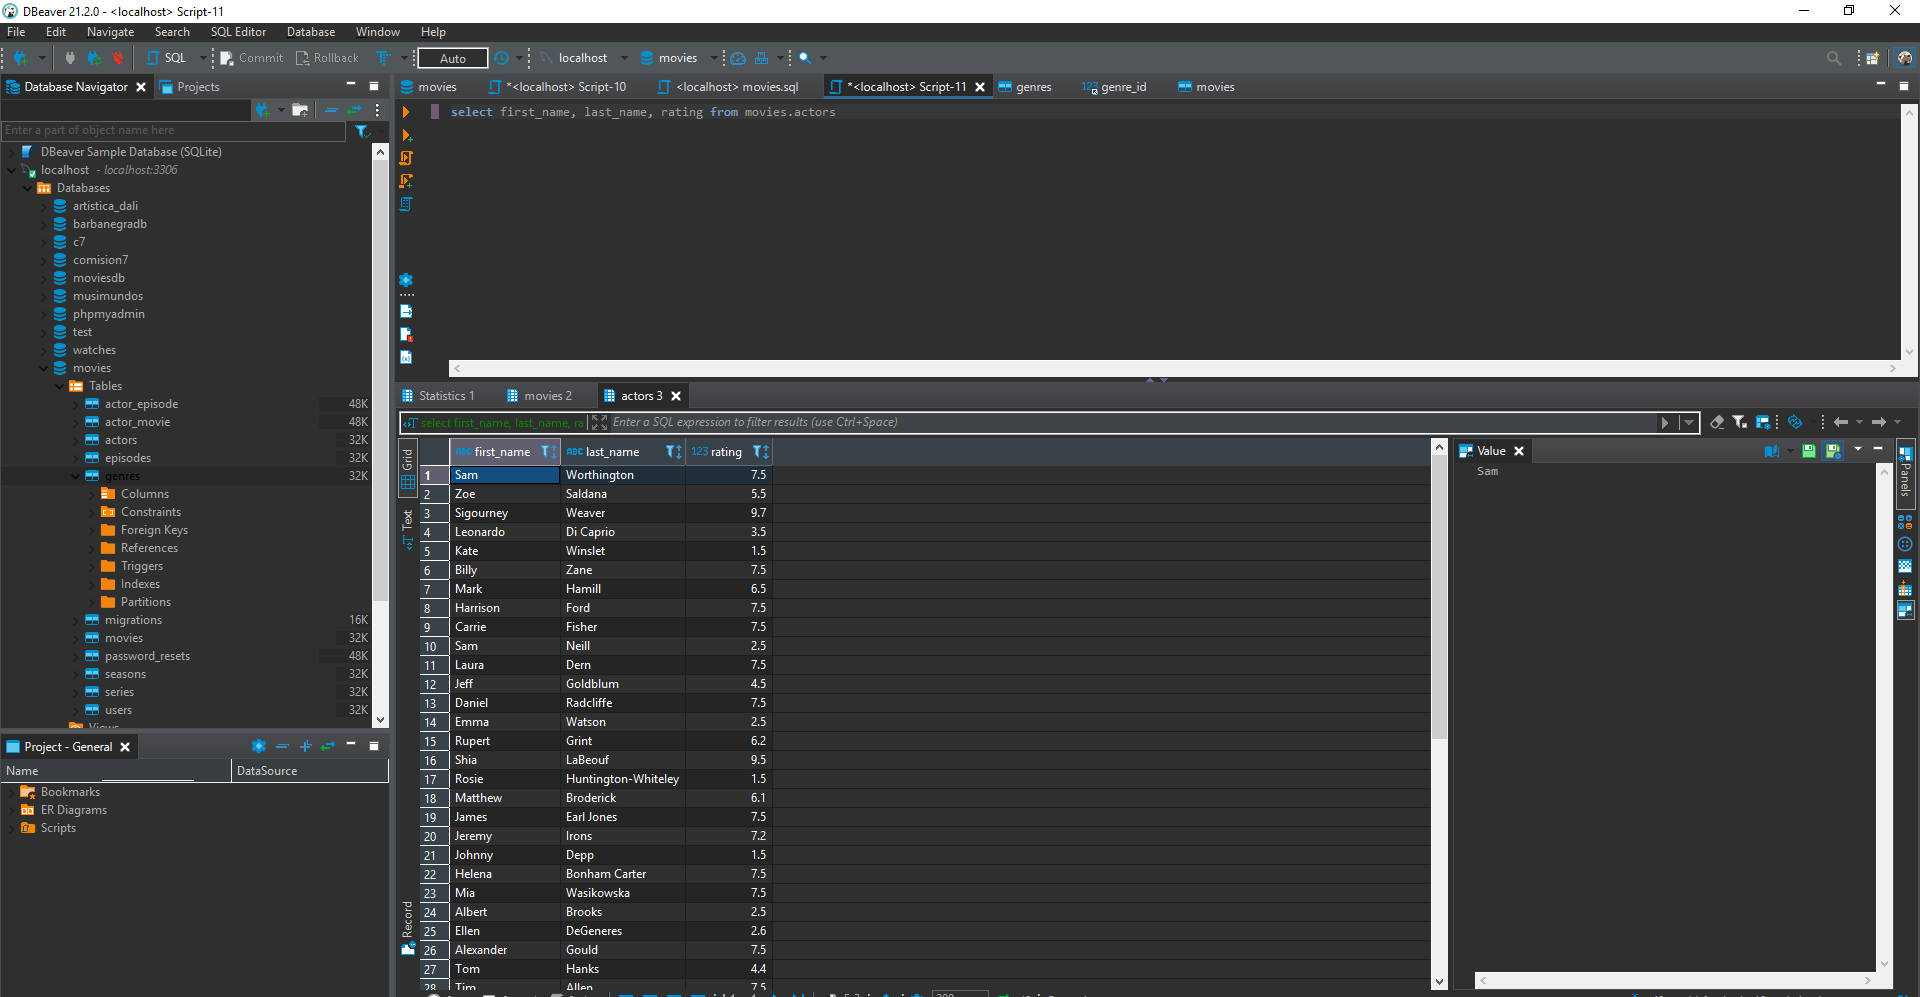 DBeaver 21.2.0 - <localhost> Script-11
File Edit Navigate Search SQL Editor Database Window Help
SQL Commit Rollback Auto localhost movies
Database Navigator Projects
Enter a part of object name here
DBeaver Sample Database (SQLite)
localhost - localhost:3306
Databases
artistica_dali
barbanegradb
c7
comision7
moviesdb
musimundos
phpmyadmin
test
watches
movies
Tables
actor_episode 48K
actor_movie 48K
actors 32K
episodes 32K
genres 32K
Columns
Constraints
Foreign Keys
References
Triggers
Indexes
Partitions
migrations 16K
movies 32K
password_resets 48K
seasons 32K
series 32K
users 32K
Views
Project - General
Name DataSource
Bookmarks
ER Diagrams
Scripts
movies *<localhost> Script-10 <localhost> movies.sql *<localhost> Script-11 genres 123 genre_id movies
select first_name, last_name, rating from movies.actors
Statistics 1 movies 2 actors 3
select first_name, last_name, ra Enter a SQL expression to filter results (use Ctrl+Space)
Grid
Text
Record
ABC first_name ABC last_name 123 rating
1 Sam Worthington 7.5
2 Zoe Saldana 5.5
3 Sigourney Weaver 9.7
4 Leonardo Di Caprio 3.5
5 Kate Winslet 1.5
6 Billy Zane 7.5
7 Mark Hamill 6.5
8 Harrison Ford 7.5
9 Carrie Fisher 7.5
10 Sam Neill 2.5
11 Laura Dern 7.5
12 Jeff Goldblum 4.5
13 Daniel Radcliffe 7.5
14 Emma Watson 2.5
15 Rupert Grint 6.2
16 Shia LaBeouf 9.5
17 Rosie Huntington-Whiteley 1.5
18 Matthew Broderick 6.1
19 James Earl Jones 7.5
20 Jeremy Irons 7.2
21 Johnny Depp 1.5
22 Helena Bonham Carter 7.5
23 Mia Wasikowska 7.5
24 Albert Brooks 2.5
25 Ellen DeGeneres 2.6
26 Alexander Gould 7.5
27 Tom Hanks 4.4
28 Tim Allen 7.5
Value
Sam
Panels